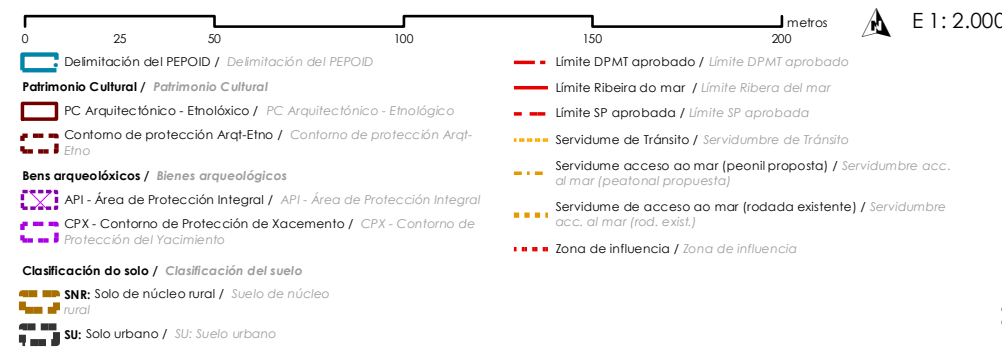 metros
E 1: 2.000
0 25 50 100 150 200
Delimitación del PEPOID / Delimitación del PEPOID
Patrimonio Cultural / Patrimonio Cultural
PC Arquitectónico - Etnolóxico / PC Arquitectónico - Etnológico
Contorno de protección Arqt-Etno / Contorno de protección Arqt-
Etno
Bens arqueolóxicos / Bienes arqueológicos
API - Área de Protección Integral / API - Área de Protección Integral
CPX - Contorno de Protección de Xacemento / CPX - Contorno de
Protección del Yacimiento
Clasificación do solo / Clasificación del suelo
SNR: Solo de núcleo rural / Suelo de núcleo
rural
SU: Solo urbano / SU: Suelo urbano
Límite DPMT aprobado / Límite DPMT aprobado
Límite Ribeira do mar / Límite Ribera del mar
Límite SP aprobada / Límite SP aprobada
Servidume de Tránsito / Servidumbre de Tránsito
Servidume acceso ao mar (peonil proposta) / Servidumbre acc.
al mar (peatonal propuesta)
Servidume de acceso ao mar (rodada existente) / Servidumbre
acc. al mar (rod. exist.)
Zona de influencia / Zona de influencia